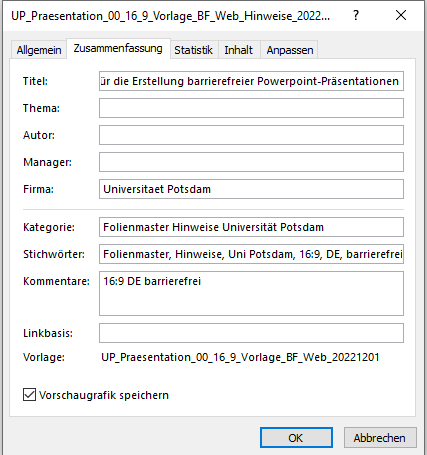 UP_Praesentation_00_16_9_Vorlage_BF_Web_Hinweise_2022...
Allgemein Zusammenfassung Statistik Inhalt Anpassen
Titel: ür die Erstellung barrierefreier Powerpoint-Präsentationen
Thema:
Autor:
Manager:
Firma: Universitaet Potsdam
Kategorie: Folienmaster Hinweise Universität Potsdam
Stichwörter: Folienmaster, Hinweise, Uni Potsdam, 16:9, DE, barrierefrei
Kommentare: 16:9 DE barrierefrei
Linkbasis:
Vorlage: UP_Praesentation_00_16_9_Vorlage_BF_Web_20221201
Vorschaugrafik speichern
OK Abbrechen